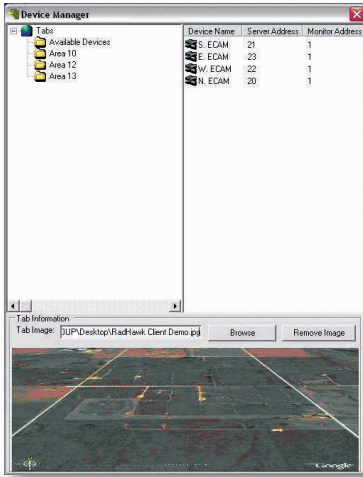 Device Manager
Tabs
Available Devices
Area 10
Area 12
Area 13
Device Name Server Address Monitor Address
S. ECAM 21 1
E. ECAM 23 1
W. ECAM 22 1
N. ECAM 20 1
Tab Information
Tab Image: OUP\Desktop\RadHawk Client Demo.jpg Browse Remove Image
Google